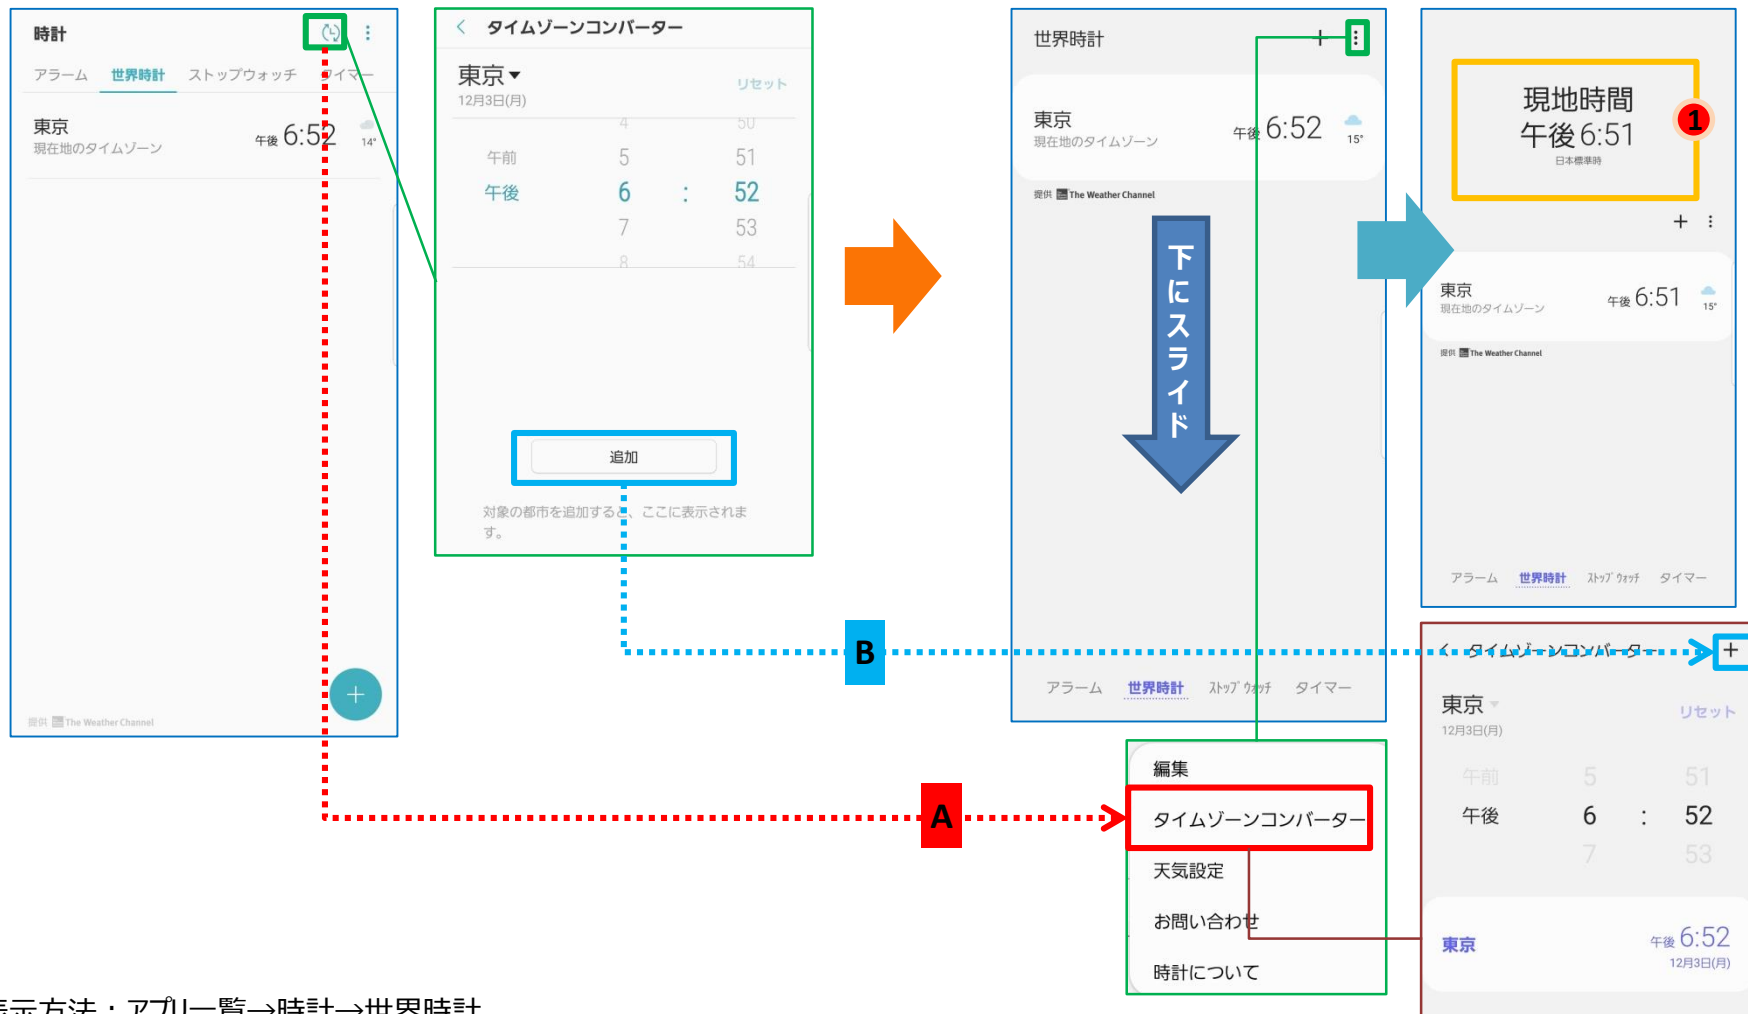 時計
アラーム 世界時計 ストップウォッチ タイマー
東京
現在地のタイムゾーン
午後 6:52
14°
提供 The Weather Channel
タイムゾーンコンバーター
東京
12月3日(月)
リセット
4 50
午前 5 51
午後 6 : 52
7 53
8 54
追加
対象の都市を追加すると、ここに表示されま
す。
世界時計
東京
現在地のタイムゾーン
午後 6:52
15°
提供 The Weather Channel
下にスライド
アラーム 世界時計 ストップウォッチ タイマー
現地時間
午後 6:51
日本標準時
1
東京
現在地のタイムゾーン
午後 6:51
15°
提供 The Weather Channel
アラーム 世界時計 ストップウォッチ タイマー
B
A
編集
タイムゾーンコンバーター
天気設定
お問い合わせ
時計について
タイムゾーンコンバーター
東京
12月3日(月)
リセット
午前 5 51
午後 6 : 52
7 53
東京
午後 6:52
12月3日(月)
表示方法：アプリ一覧→時計→世界時計